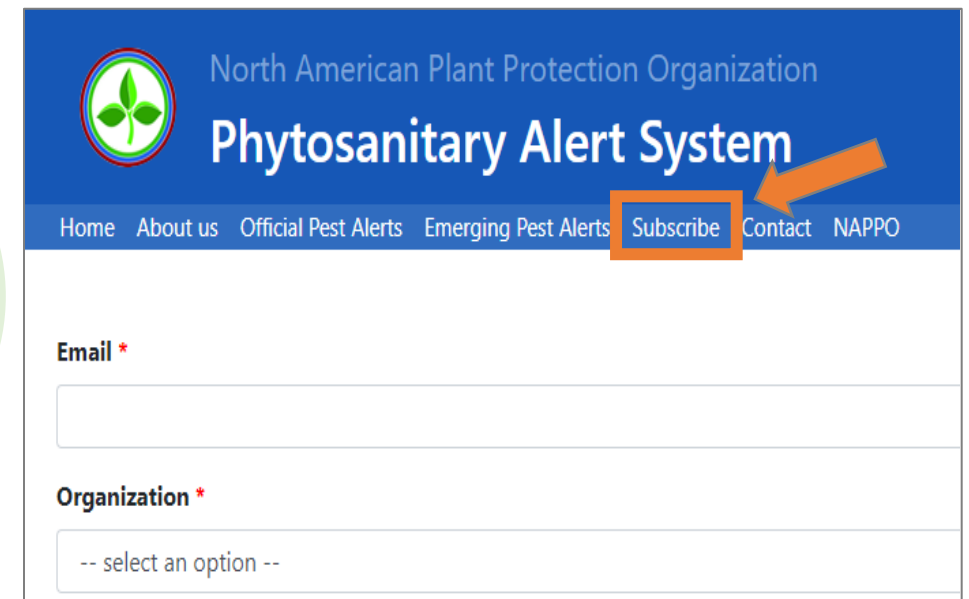 North American Plant Protection Organization
Phytosanitary Alert System
Home About us Official Pest Alerts Emerging Pest Alerts Subscribe Contact NAPPO
Email *
Organization *
-- select an option --